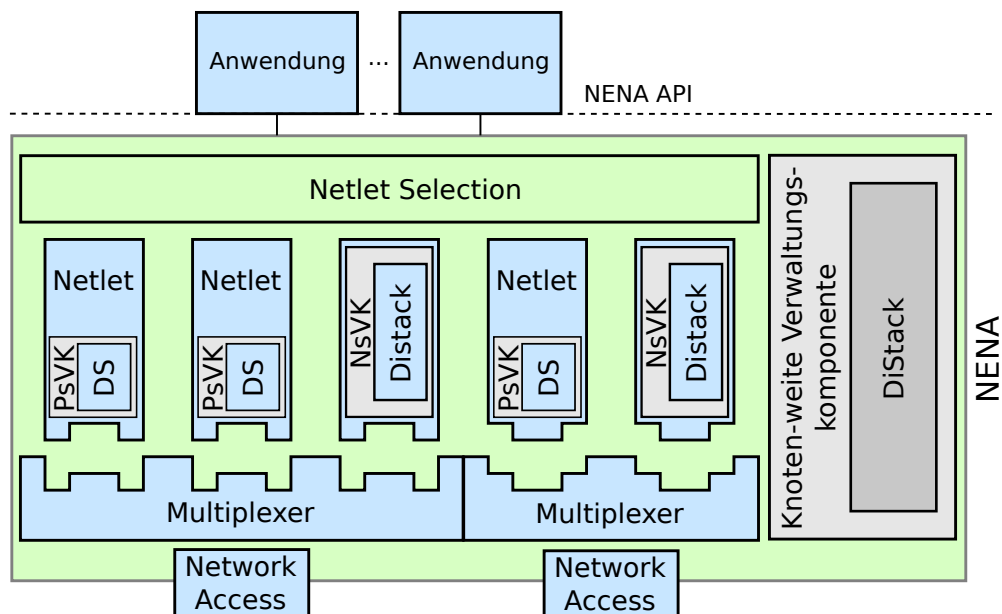 Anwendung
...
Anwendung
NENA API
Netlet Selection
Netlet
PsVK
DS
Netlet
PsVK
DS
NsVK
Distack
Netlet
PsVK
DS
NsVK
Distack
Multiplexer
Multiplexer
Network
Access
Network
Access
Knoten-weite Verwaltungs-
komponente
DiStack
NENA